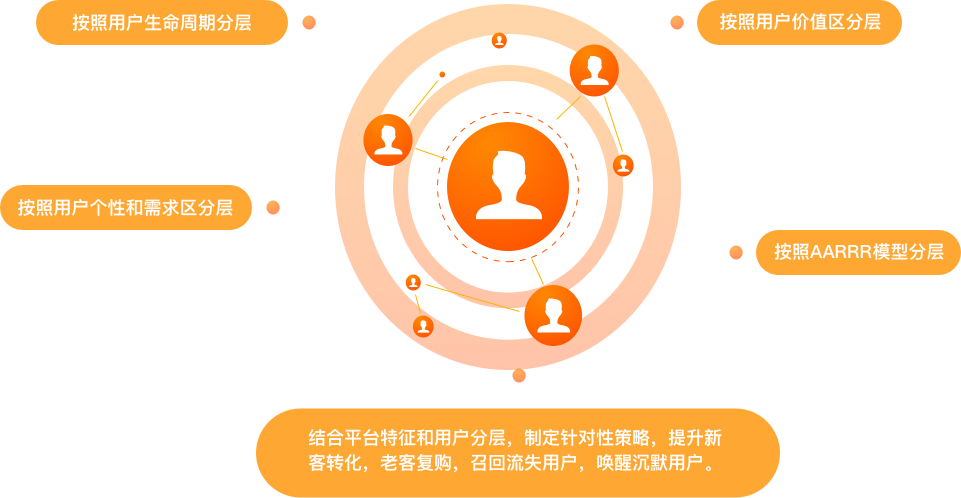 按照用户生命周期分层
按照用户价值区分层
按照用户个性和需求区分层
按照AARRR模型分层
结合平台特征和用户分层，制定针对性策略，提升新
客转化，老客复购，召回流失用户，唤醒沉默用户。